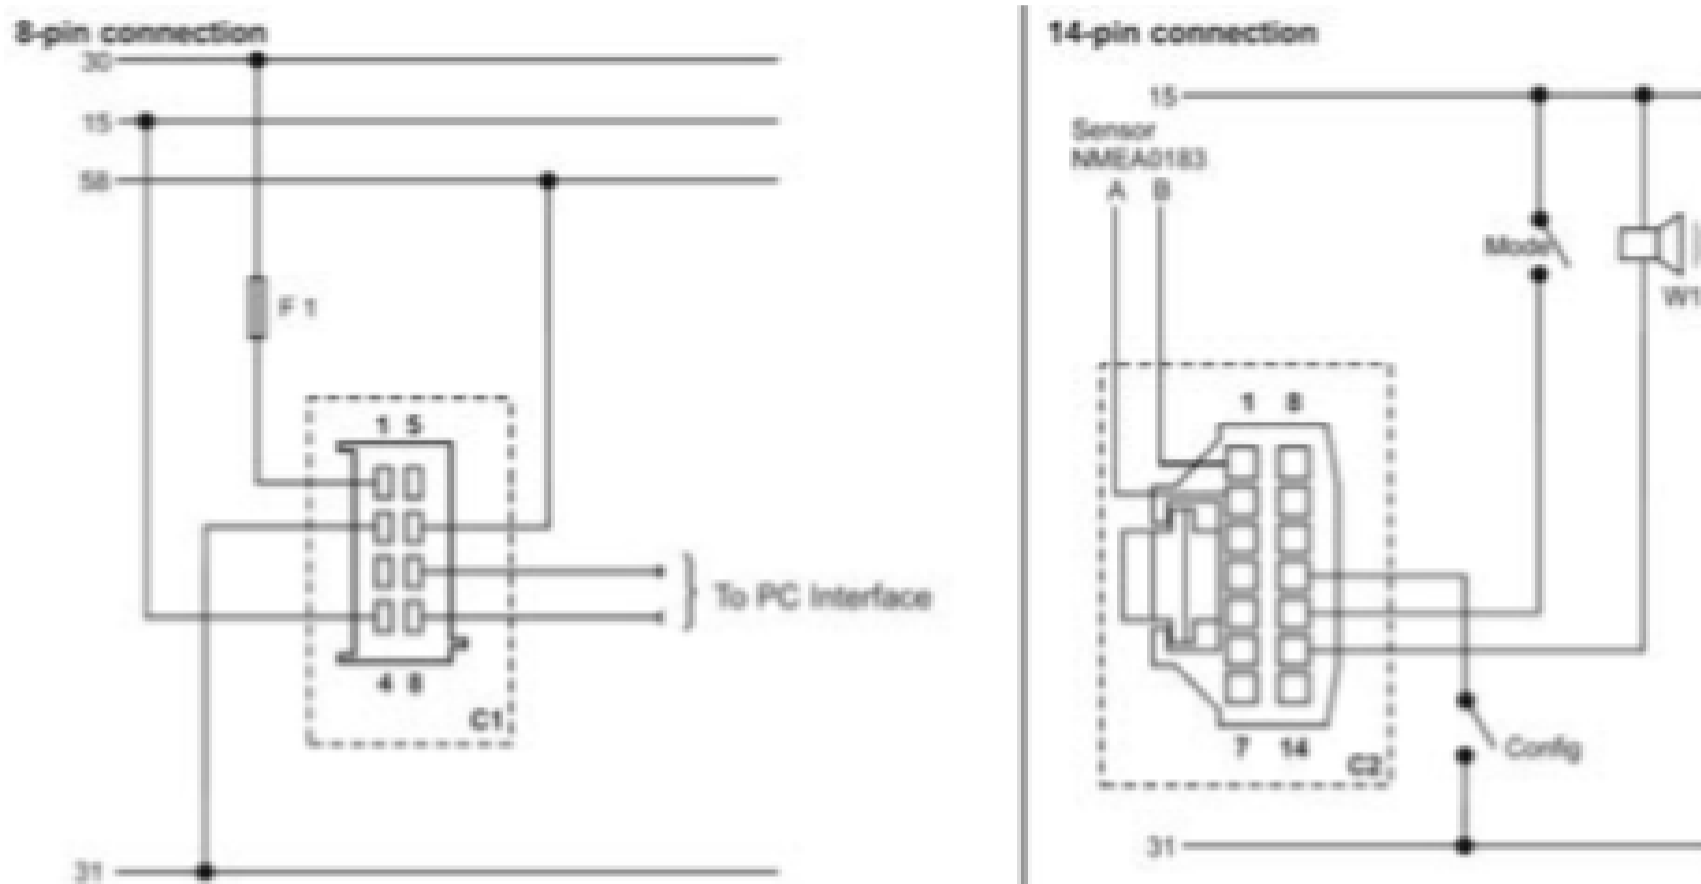 8-pin connection
30
15
58
F 1
1 5
To PC Interface
4 8
C1
31
14-pin connection
15
Sensor
NMEA0183
A B
Mode
W1
1 8
7 14
C2
Config
31